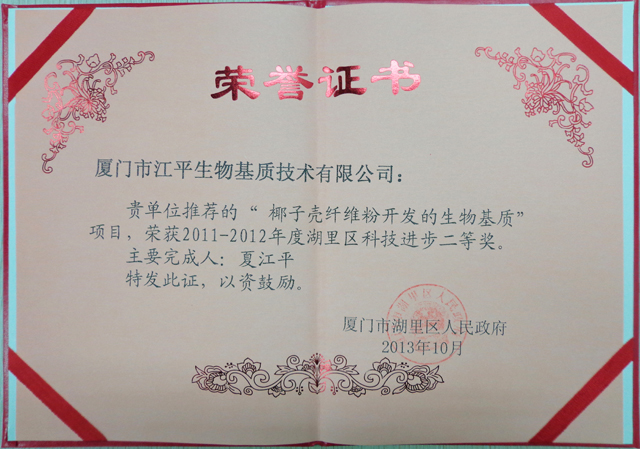 荣誉证书
厦门市江平生物基质技术有限公司：
贵单位推荐的“ 椰子壳纤维粉开发的生物基质”
项目，荣获2011-2012年度湖里区科技进步二等奖。
主要完成人：夏江平
特发此证，以资鼓励。
厦门市湖里区人民政府
2013年10月